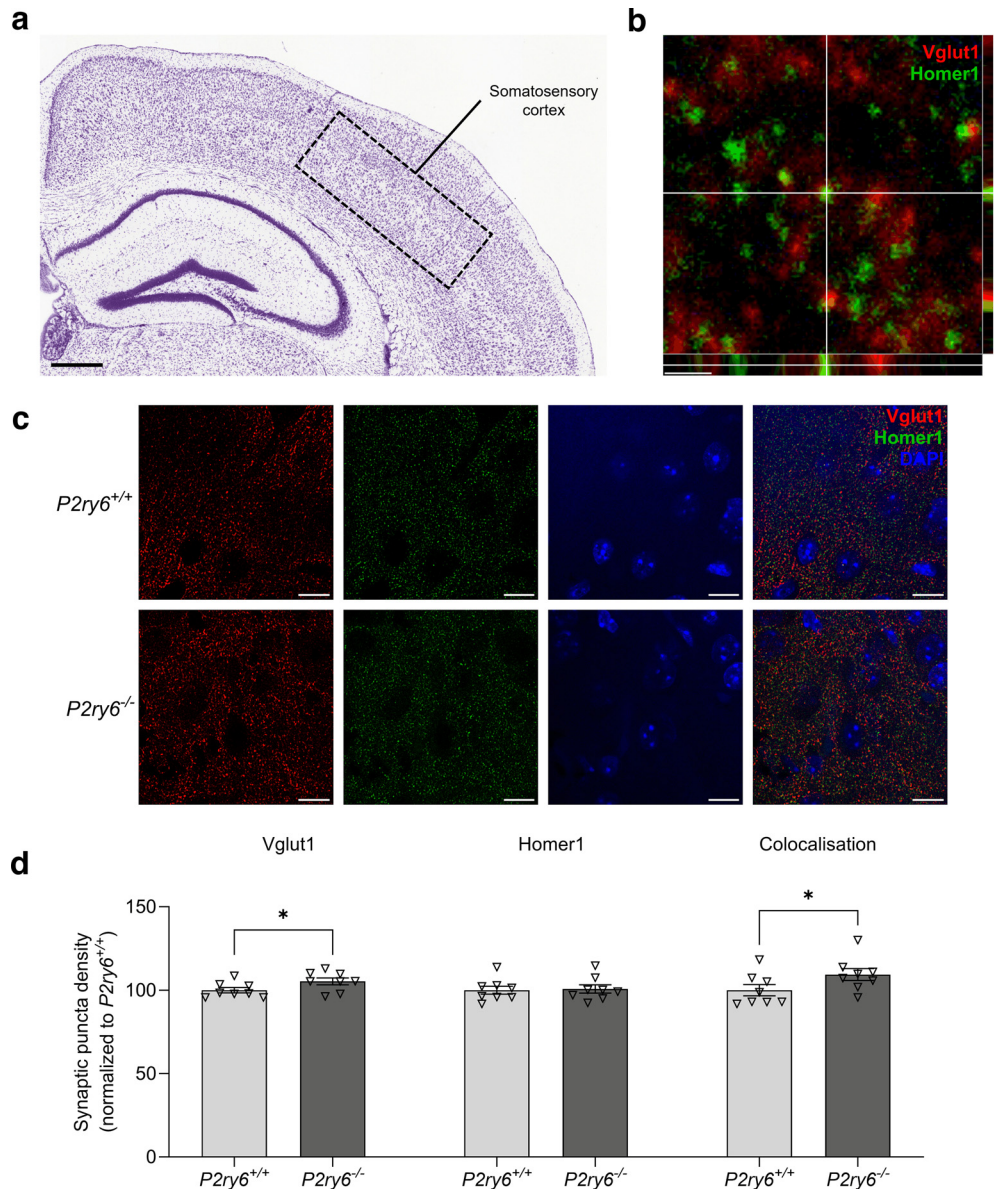 a
Somatosensory
cortex
b
Vglut1
Homer1
c
Vglut1
Homer1
DAPI
P2ry6+/+
P2ry6-/-
Vglut1
Homer1
Colocalisation
d
Synaptic puncta density
(normalized to P2ry6+/+)
150
100
50
0
*
*
P2ry6+/+
P2ry6-/-
P2ry6+/+
P2ry6-/-
P2ry6+/+
P2ry6-/-